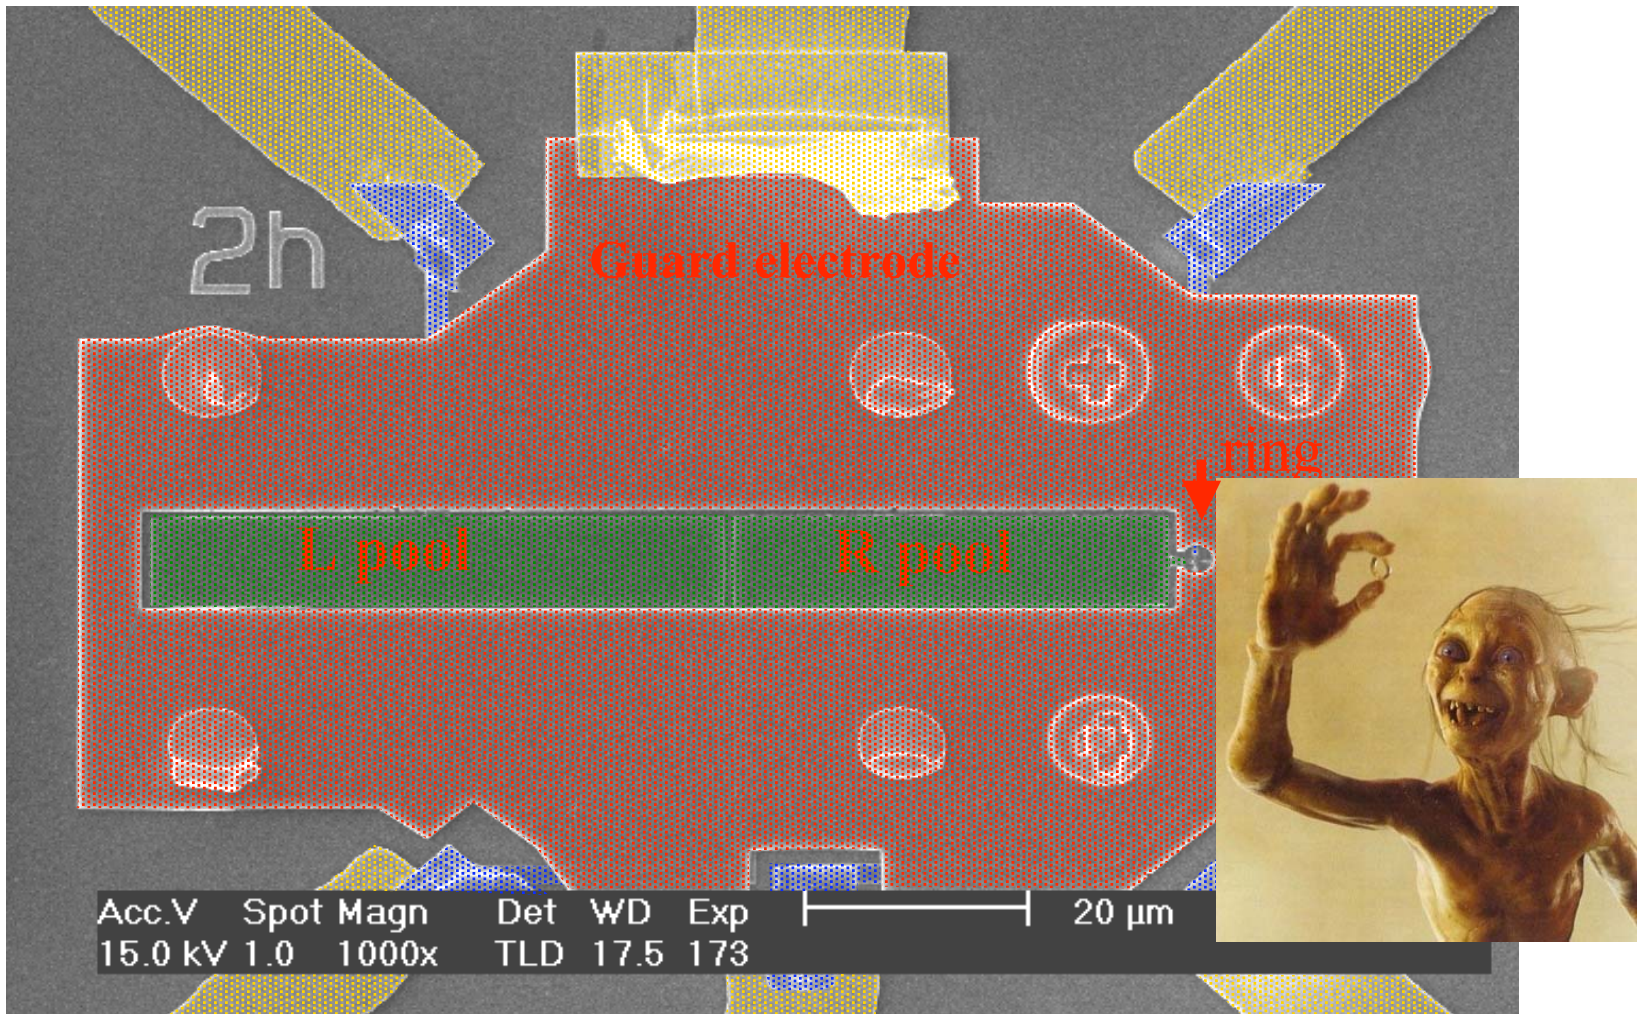 2h
Guard electrode
ring
L pool
R pool
Acc.V Spot Magn Det WD Exp
20 μm
15.0 kV 1.0 1000x TLD 17.5 173